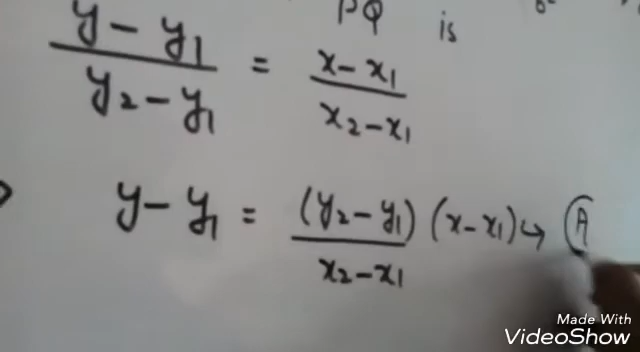 PQ is
y - y₁ / y₂ - y₁ = x - x₁ / x₂ - x₁
y - y₁ = (y₂ - y₁) / x₂ - x₁ (x - x₁) ↪ Ⓐ
Made With
VideoShow